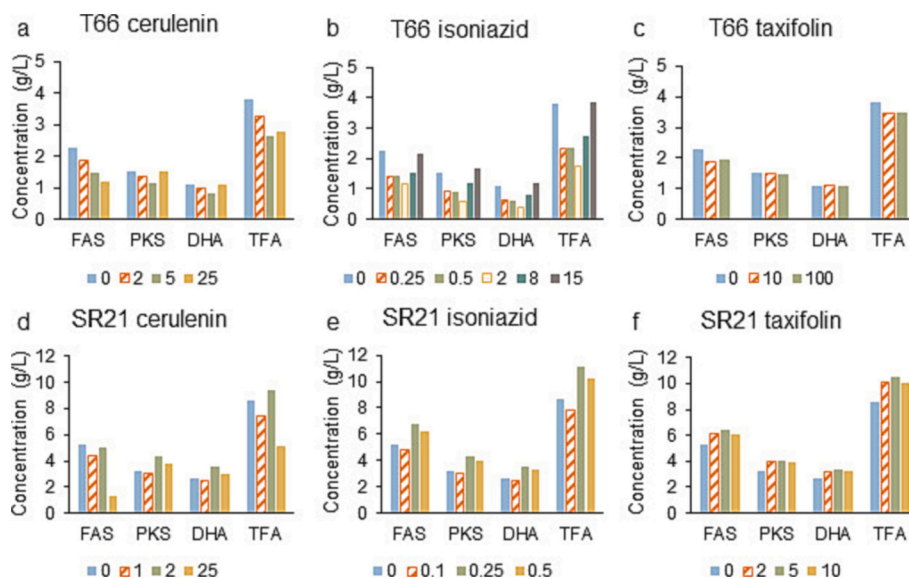 a T66 cerulenin
Concentration (g/L)
5
4
3
2
1
0
FAS PKS DHA TFA
0 2 5 25
b T66 isoniazid
Concentration (g/L)
5
4
3
2
1
0
FAS PKS DHA TFA
0 0.25 0.5 2 8 15
c T66 taxifolin
Concentration (g/L)
5
4
3
2
1
0
FAS PKS DHA TFA
0 10 100
d SR21 cerulenin
Concentration (g/L)
12
10
8
6
4
2
0
FAS PKS DHA TFA
0 1 2 25
e SR21 isoniazid
Concentration (g/L)
12
10
8
6
4
2
0
FAS PKS DHA TFA
0 0.1 0.25 0.5
f SR21 taxifolin
Concentration (g/L)
12
10
8
6
4
2
0
FAS PKS DHA TFA
0 2 5 10